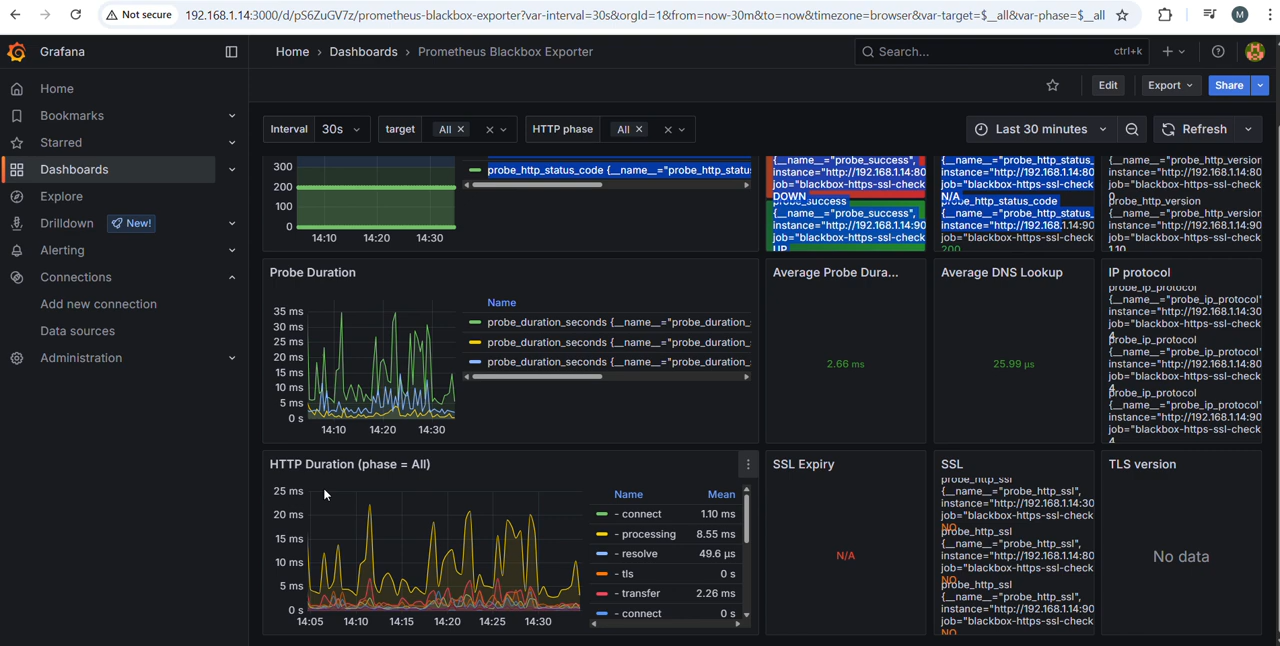 Not secure
192.168.1.14:3000/d/pS6ZuGV7z/prometheus-blackbox-exporter?var-interval=30s&orgId=1&from=now-30m&to=now&timezone=browser&var-target=$__all&var-phase=$__all
M
Grafana
Home › Dashboards › Prometheus Blackbox Exporter
Search...
ctrl+k
Home
Bookmarks
Starred
Dashboards
Explore
Drilldown
New!
Alerting
Connections
Add new connection
Data sources
Administration
Edit
Export
Share
Interval
30s
target
All
HTTP phase
All
Last 30 minutes
Refresh
300
200
100
0
14:10 14:20 14:30
probe_http_status_code {__name__="probe_http_statu
{__name__="probe_success",
instance="http://192.168.1.14:80
job="blackbox-https-ssl-check
DOWN
probe_success
{__name__="probe_success",
instance="http://192.168.1.14:90
job="blackbox-https-ssl-check
UP
{__name__="probe_http_status_
instance="http://192.168.1.14:80
job="blackbox-https-ssl-check
N/A
probe_http_status_code
{__name__="probe_http_status_
instance="http://192.168.1.14:90
job="blackbox-https-ssl-check
200
{__name__="probe_http_version
instance="http://192.168.1.14:80
job="blackbox-https-ssl-check
0
probe_http_version
{__name__="probe_http_version
instance="http://192.168.1.14:90
job="blackbox-https-ssl-check
1.10
Probe Duration
35 ms
30 ms
25 ms
20 ms
15 ms
10 ms
5 ms
0 s
14:10 14:20 14:30
Name
probe_duration_seconds {__name__="probe_duration_
probe_duration_seconds {__name__="probe_duration_
probe_duration_seconds {__name__="probe_duration_
Average Probe Dura...
2.66 ms
Average DNS Lookup
25.99 µs
IP protocol
probe_ip_protocol
{__name__="probe_ip_protocol"
instance="http://192.168.1.14:30
job="blackbox-https-ssl-check
4
probe_ip_protocol
{__name__="probe_ip_protocol"
instance="http://192.168.1.14:80
job="blackbox-https-ssl-check
4
probe_ip_protocol
{__name__="probe_ip_protocol"
instance="http://192.168.1.14:90
job="blackbox-https-ssl-check
4
HTTP Duration (phase = All)
25 ms
20 ms
15 ms
10 ms
5 ms
0 s
14:05 14:10 14:15 14:20 14:25 14:30
Name Mean
- connect 1.10 ms
- processing 8.55 ms
- resolve 49.6 µs
- tls 0 s
- transfer 2.26 ms
- connect 0 s
SSL Expiry
N/A
SSL
probe_http_ssl
{__name__="probe_http_ssl",
instance="http://192.168.1.14:30
job="blackbox-https-ssl-check
NO
probe_http_ssl
{__name__="probe_http_ssl",
instance="http://192.168.1.14:80
job="blackbox-https-ssl-check
NO
probe_http_ssl
{__name__="probe_http_ssl",
instance="http://192.168.1.14:90
job="blackbox-https-ssl-check
NO
TLS version
No data